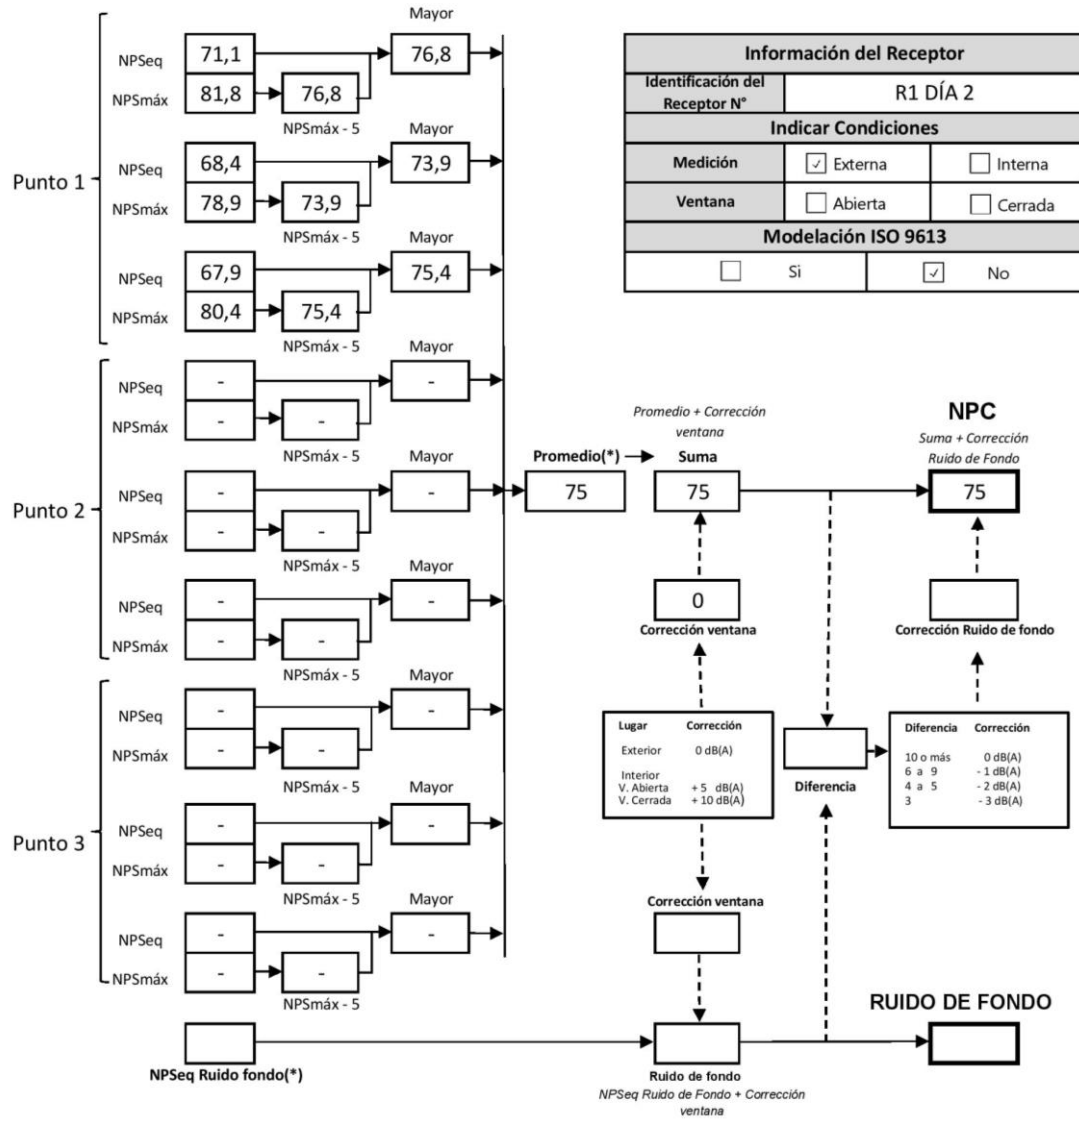 Mayor
NPSeq 71,1 76,8
NPSmáx 81,8 76,8
NPSmáx - 5
Mayor
Punto 1
NPSeq 68,4 73,9
NPSmáx 78,9 73,9
NPSmáx - 5
Mayor
NPSeq 67,9 75,4
NPSmáx 80,4 75,4
NPSmáx - 5
Información del Receptor
Identificación del
Receptor N°
R1 DÍA 2
Indicar Condiciones
Medición ✓ Externa Interna
Ventana Abierta Cerrada
Modelación ISO 9613
Sì ✓ No
Mayor
NPSeq - -
NPSmáx - -
NPSmáx - 5
Mayor
Punto 2
NPSeq - -
NPSmáx - -
NPSmáx - 5
Mayor
NPSeq - -
NPSmáx - -
NPSmáx - 5
Mayor
NPSeq - -
NPSmáx - -
NPSmáx - 5
Mayor
Punto 3
NPSeq - -
NPSmáx - -
NPSmáx - 5
Mayor
NPSeq - -
NPSmáx - -
NPSmáx - 5
Promedio(*)
75
Promedio + Corrección
ventana
Suma
75
NPC
Suma + Corrección
Ruido de Fondo
75
0
Corrección ventana
Corrección Ruido de fondo
Lugar Corrección
Exterior 0 dB(A)
Interior
V. Abierta + 5 dB(A)
V. Cerrada + 10 dB(A)
Diferencia
Diferencia Corrección
10 o más 0 dB(A)
6 a 9 - 1 dB(A)
4 a 5 - 2 dB(A)
3 - 3 dB(A)
Corrección ventana
RUIDO DE FONDO
NPSeq Ruido fondo(*)
Ruido de fondo
NPSeq Ruido de Fondo + Corrección
ventana